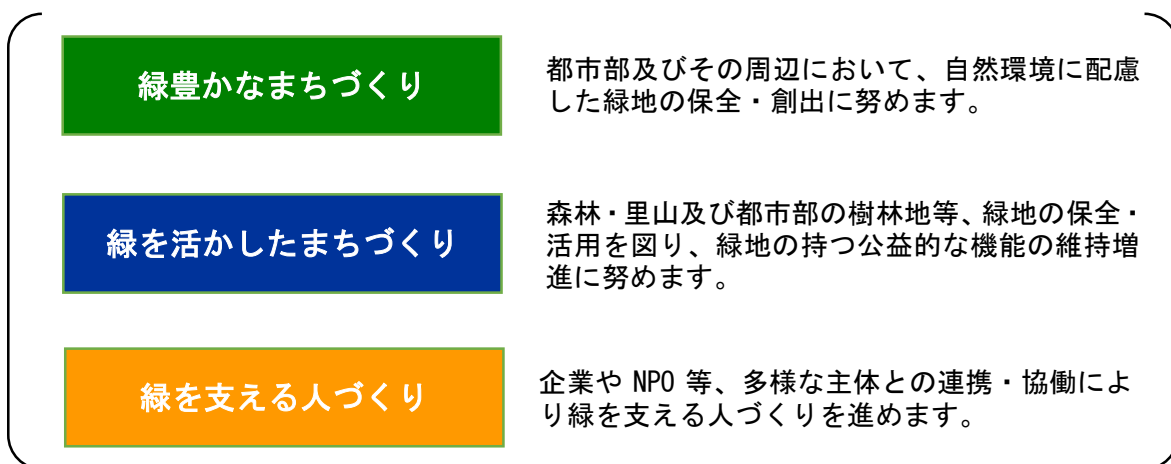 緑豊かなまちづくり
都市部及びその周辺において、自然環境に配慮
した緑地の保全・創出に努めます。
緑を活かしたまちづくり
森林・里山及び都市部の樹林地等、緑地の保全・
活用を図り、緑地の持つ公益的な機能の維持増
進に努めます。
緑を支える人づくり
企業や NPO 等、多様な主体との連携・協働によ
り緑を支える人づくりを進めます。